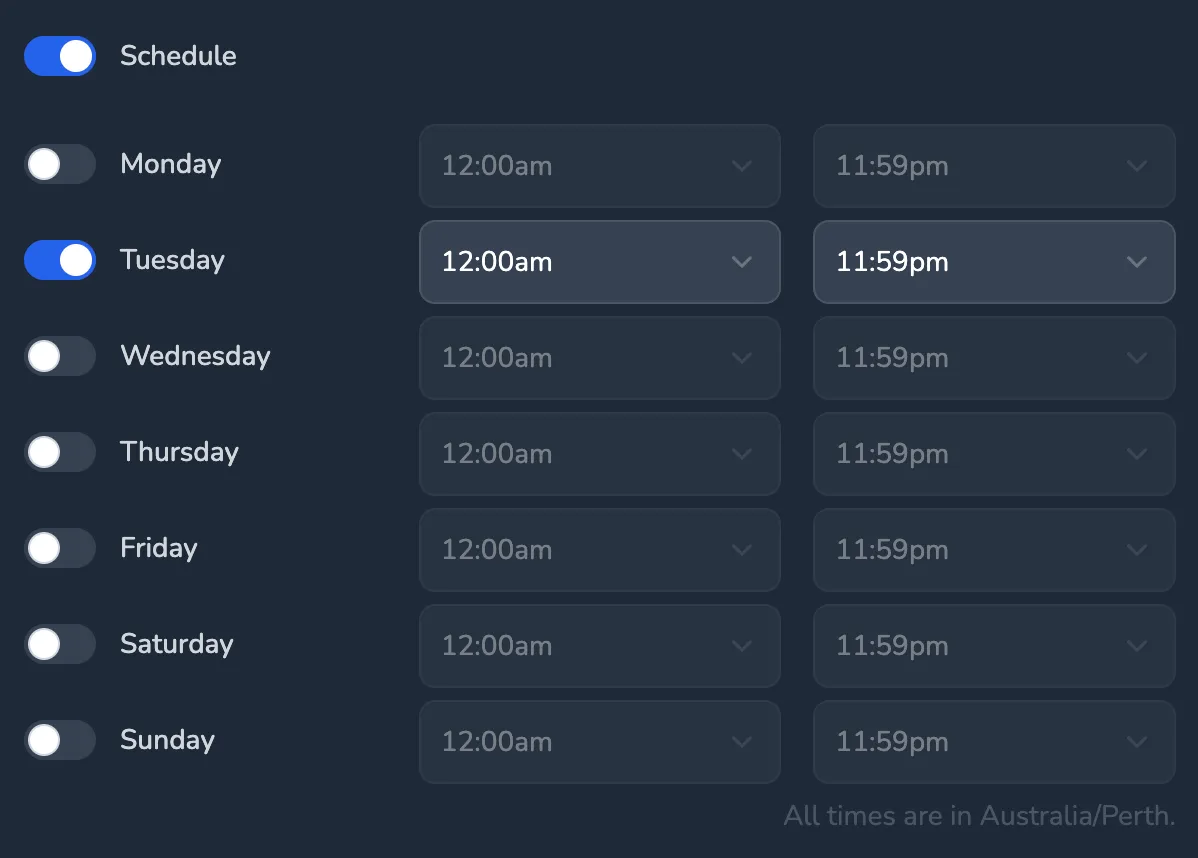 Schedule
Monday 12:00am 11:59pm
Tuesday 12:00am 11:59pm
Wednesday 12:00am 11:59pm
Thursday 12:00am 11:59pm
Friday 12:00am 11:59pm
Saturday 12:00am 11:59pm
Sunday 12:00am 11:59pm
All times are in Australia/Perth.